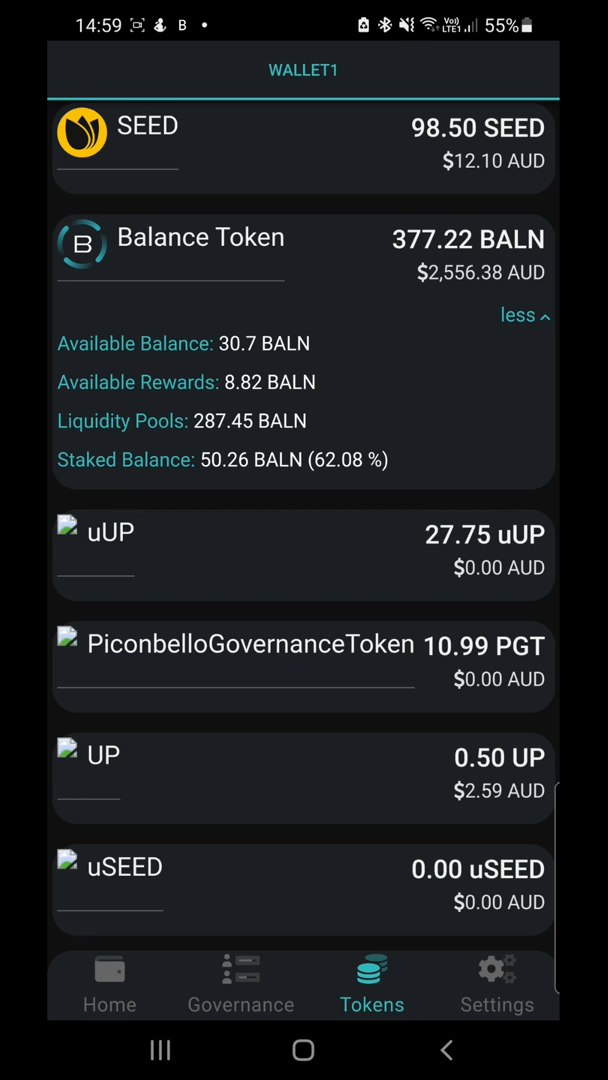 14:59 B • Vo)) LTE1 55%
WALLET1
SEED 98.50 SEED
$12.10 AUD
B Balance Token 377.22 BALN
$2,556.38 AUD
less
Available Balance: 30.7 BALN
Available Rewards: 8.82 BALN
Liquidity Pools: 287.45 BALN
Staked Balance: 50.26 BALN (62.08 %)
uUP 27.75 uUP
$0.00 AUD
PiconbelloGovernanceToken 10.99 PGT
$0.00 AUD
UP 0.50 UP
$2.59 AUD
uSEED 0.00 uSEED
$0.00 AUD
Home Governance Tokens Settings